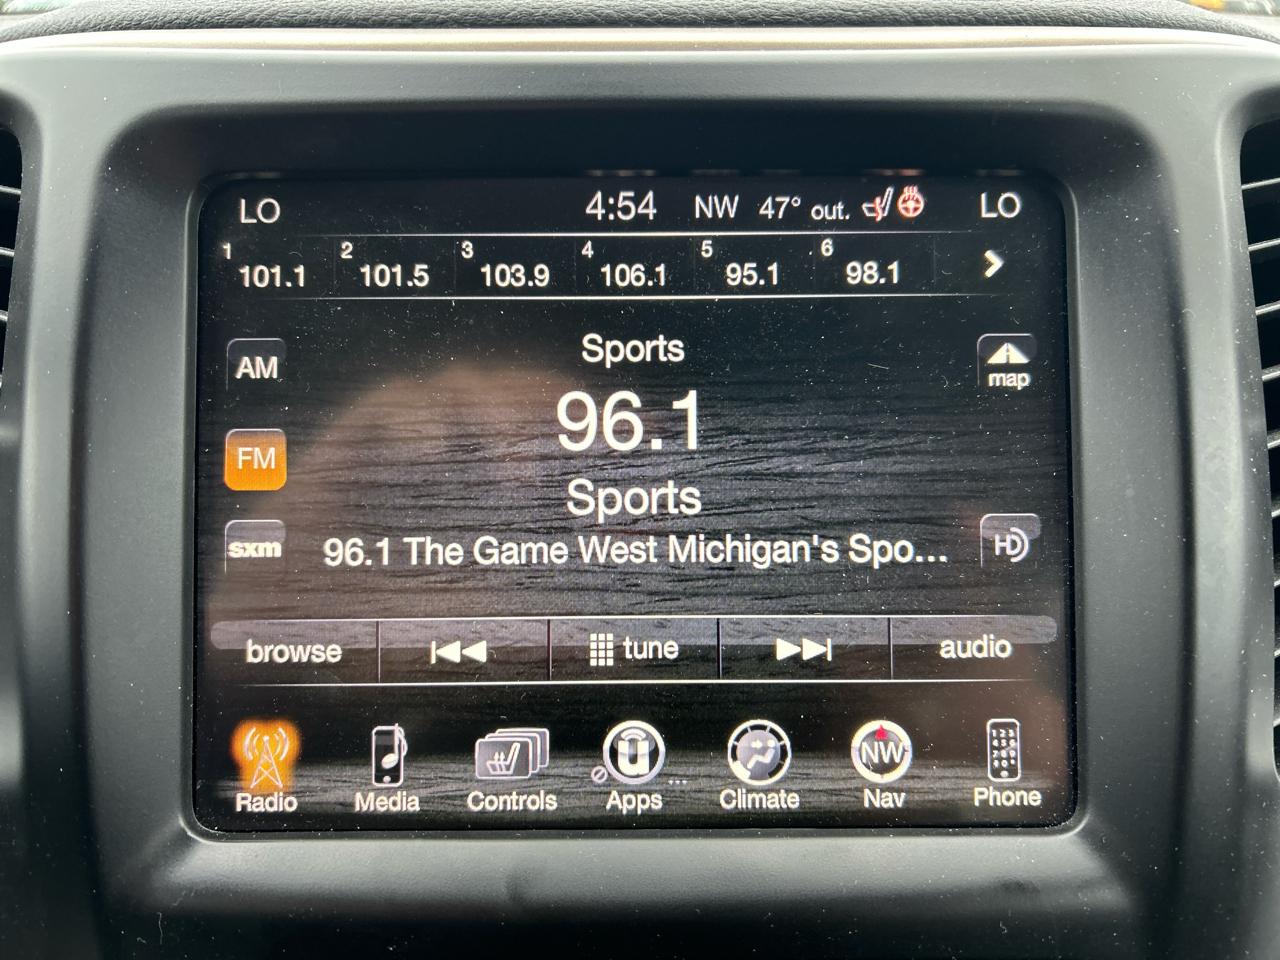 LO 4:54 NW 47° out. LO
1 101.1 2 101.5 3 103.9 4 106.1 5 95.1 6 98.1
Sports
AM
map
96.1
FM
Sports
sxm 96.1 The Game West Michigan's Spo... HD
browse tune audio
NW
Radio Media Controls Apps Climate Nav Phone